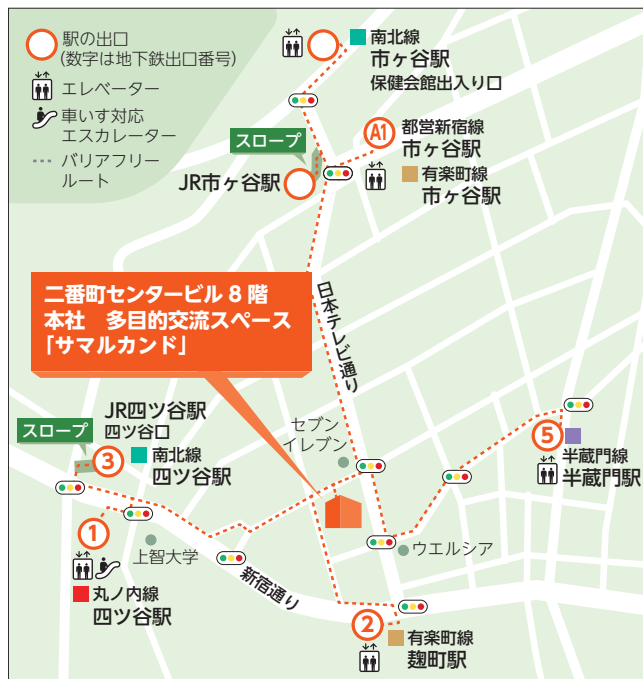 駅の出口
(数字は地下鉄出口番号)
エレベーター
車いす対応
エスカレーター
バリアフリー
ルート
南北線
市ヶ谷駅
保健会館出入り口
スロープ
A1
都営新宿線
市ヶ谷駅
JR市ヶ谷駅
有楽町線
市ヶ谷駅
二番町センタービル 8 階
本社 多目的交流スペース
「サマルカンド」
日本テレビ通り
JR四ツ谷駅
四ツ谷口
スロープ
3
南北線
四ツ谷駅
セブン
イレブン
5
半蔵門線
半蔵門駅
1
上智大学
新宿通り
ウエルシア
丸ノ内線
四ツ谷駅
2
有楽町線
麹町駅